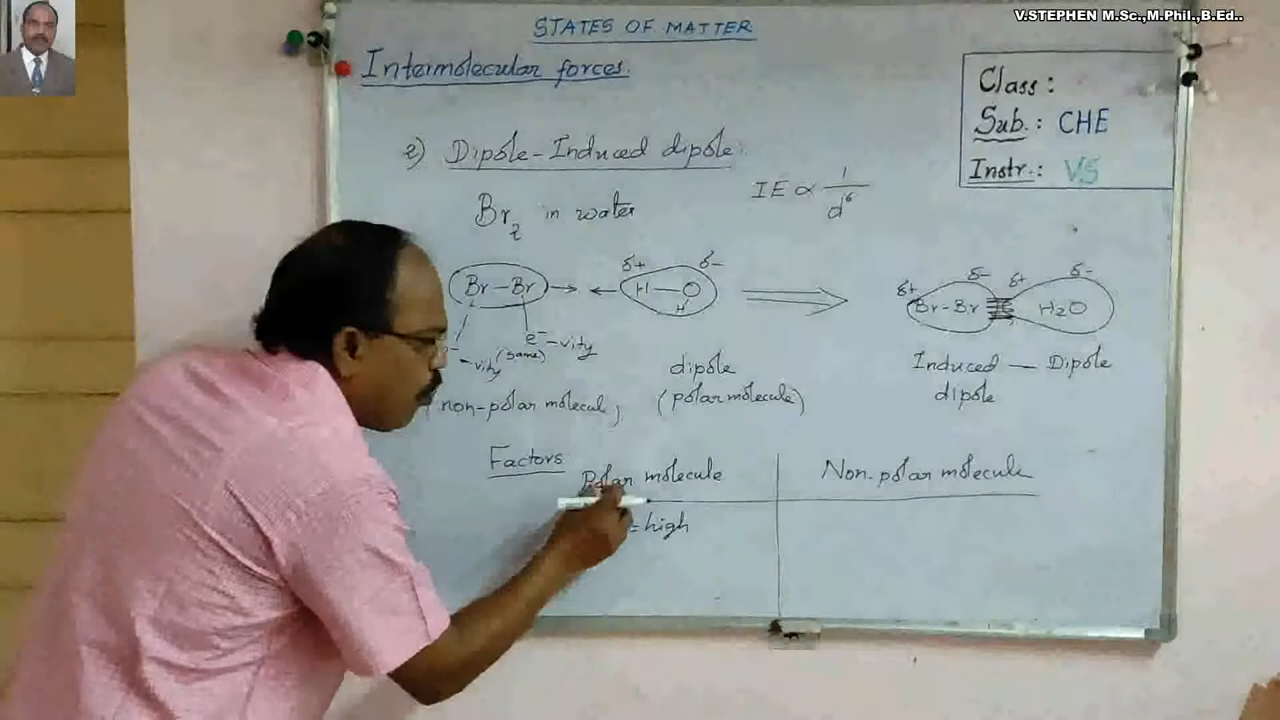 V.STEPHEN M.Sc.,M.Phil.,B.Ed..
STATES OF MATTER
Intermolecular forces.
Class :
Sub. : CHE
Instr. : VS
2) Dipole-Induced dipole:
Br2 in water
IE ∝ 1/d^6
Br-Br → ← δ+ δ- H-O H ⟹ δ+ δ- Br-Br δ+ δ- H2O
-vity (same) e⁻-vity
non-polar molecule,
dipole
(polar molecule)
Induced — Dipole
dipole
Factors
Polar molecule
Non-polar molecule
= high